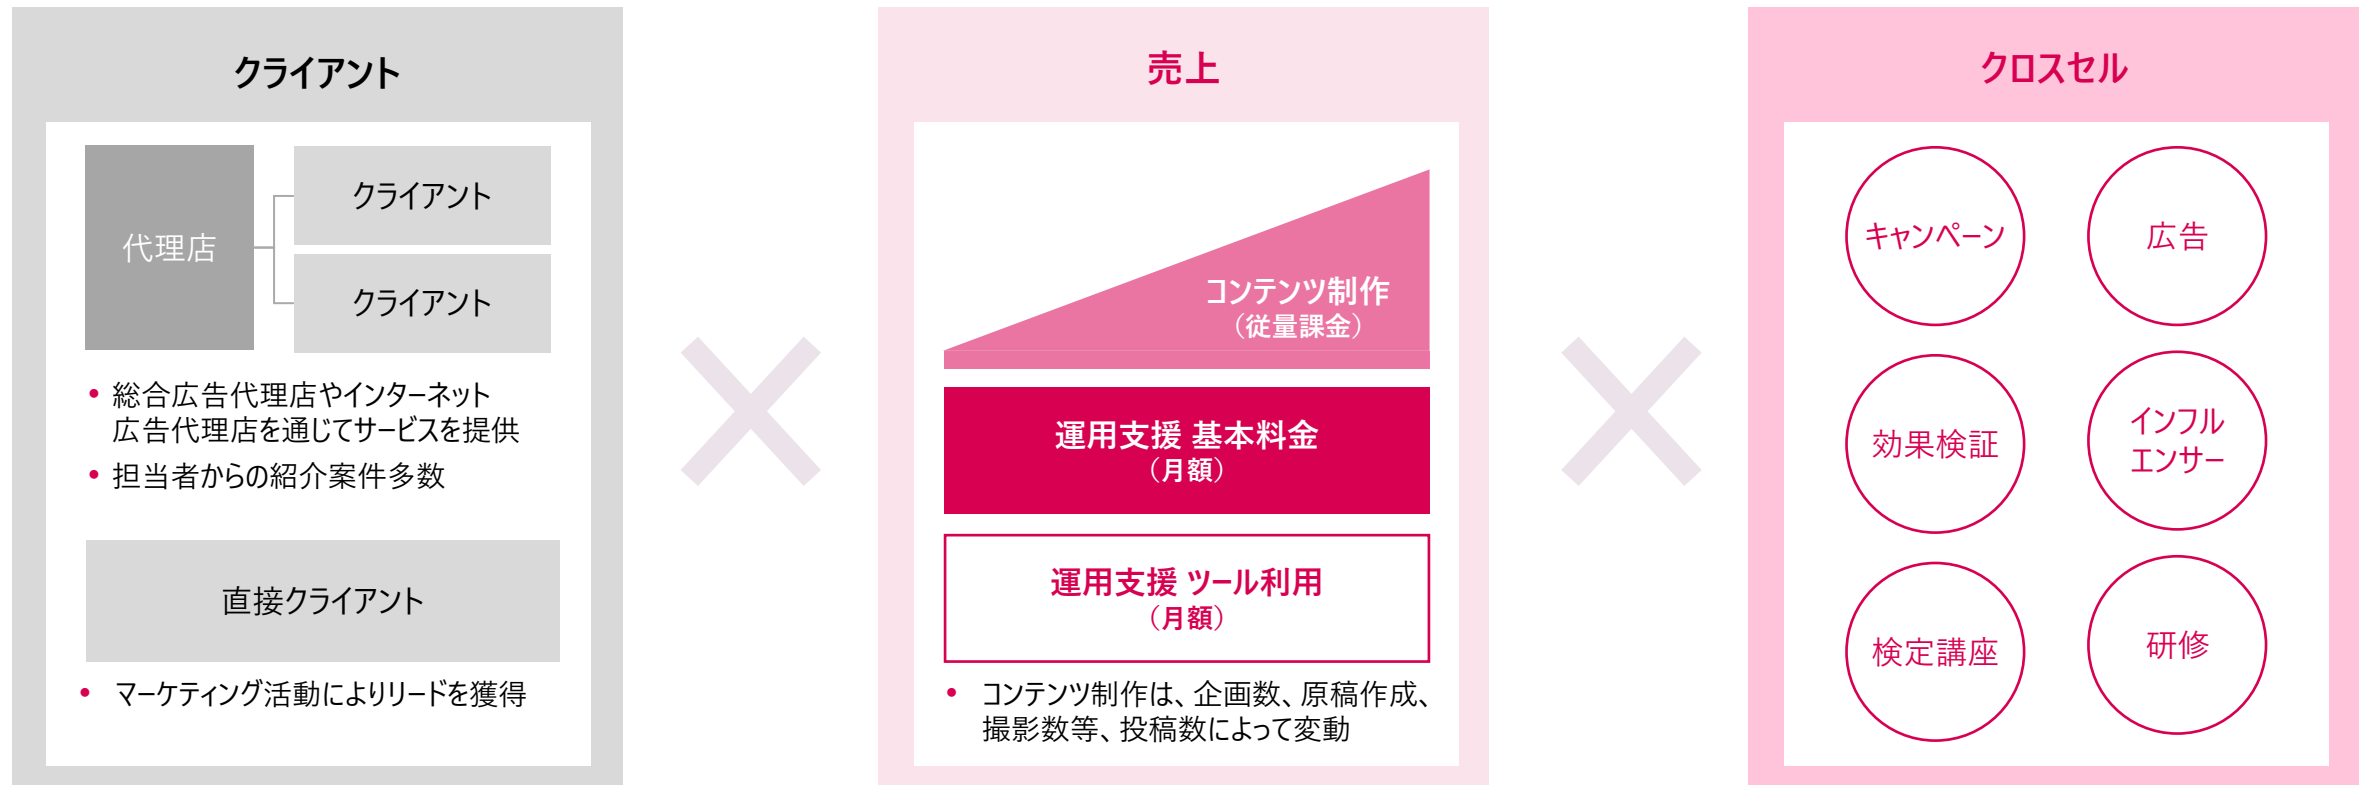 クライアント
代理店
クライアント
クライアント
• 総合広告代理店やインターネット
広告代理店を通じてサービスを提供
• 担当者からの紹介案件多数
直接クライアント
• マーケティング活動によりリードを獲得
売上
コンテンツ制作
（従量課金）
運用支援 基本料金
（月額）
運用支援 ツール利用
（月額）
• コンテンツ制作は、企画数、原稿作成、
撮影数等、投稿数によって変動
クロスセル
キャンペーン
広告
効果検証
インフル
エンサー
検定講座
研修